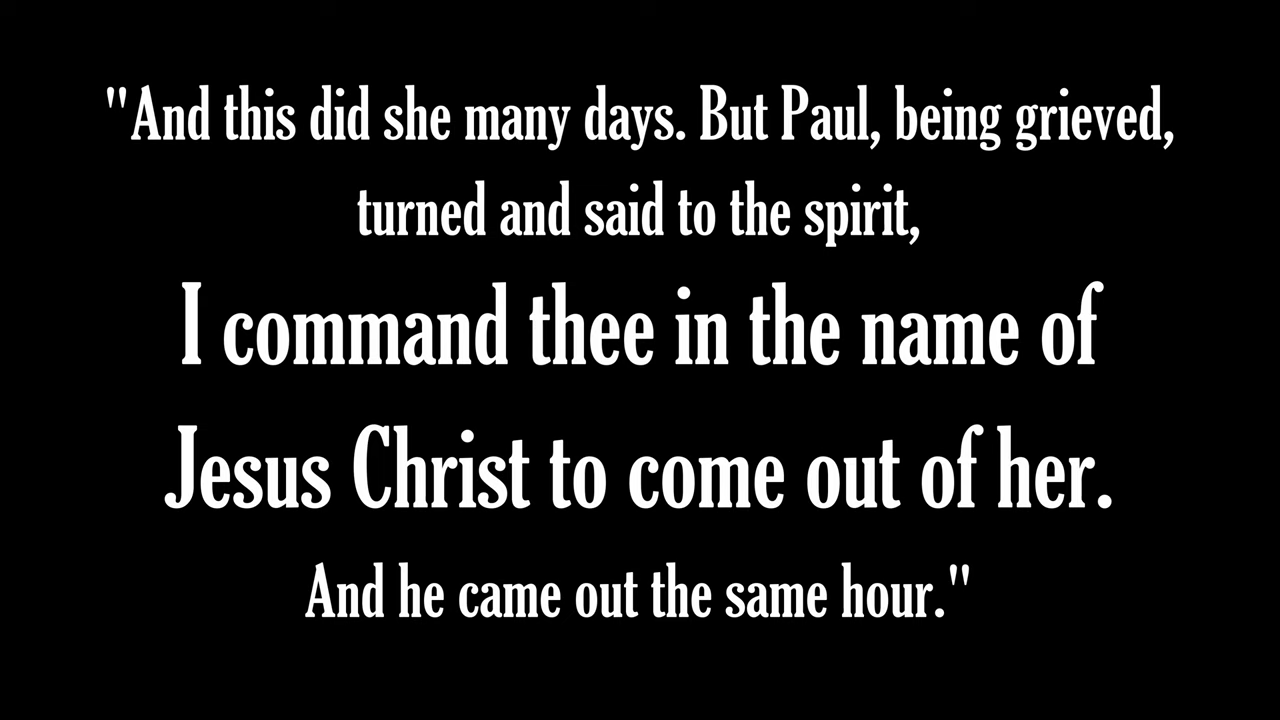 "And this did she many days. But Paul, being grieved,
turned and said to the spirit,
I command thee in the name of
Jesus Christ to come out of her.
And he came out the same hour."